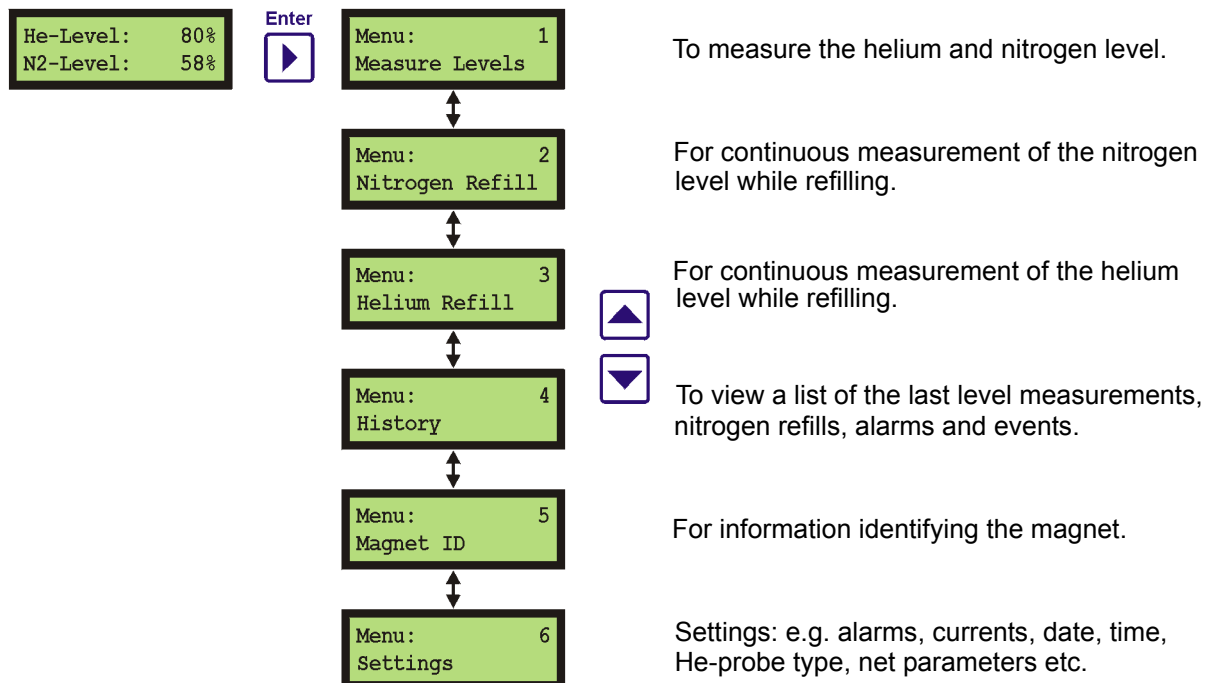 He-Level: 80%
N2-Level: 58%
Enter
Menu: 1
Measure Levels
To measure the helium and nitrogen level.
Menu: 2
Nitrogen Refill
For continuous measurement of the nitrogen
level while refilling.
Menu: 3
Helium Refill
For continuous measurement of the helium
level while refilling.
Menu: 4
History
To view a list of the last level measurements,
nitrogen refills, alarms and events.
Menu: 5
Magnet ID
For information identifying the magnet.
Menu: 6
Settings
Settings: e.g. alarms, currents, date, time,
He-probe type, net parameters etc.